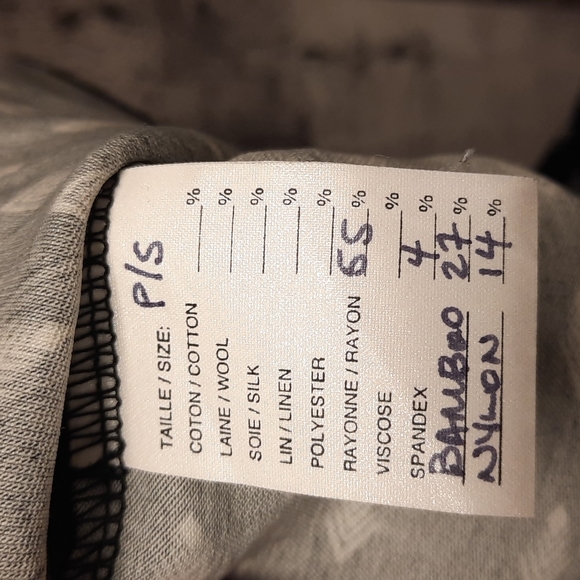 TAILLE / SIZE: P/S
COTON / COTTON %
LAINE / WOOL %
SOIE / SILK %
LIN / LINEN %
POLYESTER %
RAYONNE / RAYON 55 %
VISCOSE %
SPANDEX 4 %
BAMBOO 27 %
NYLON 14 %